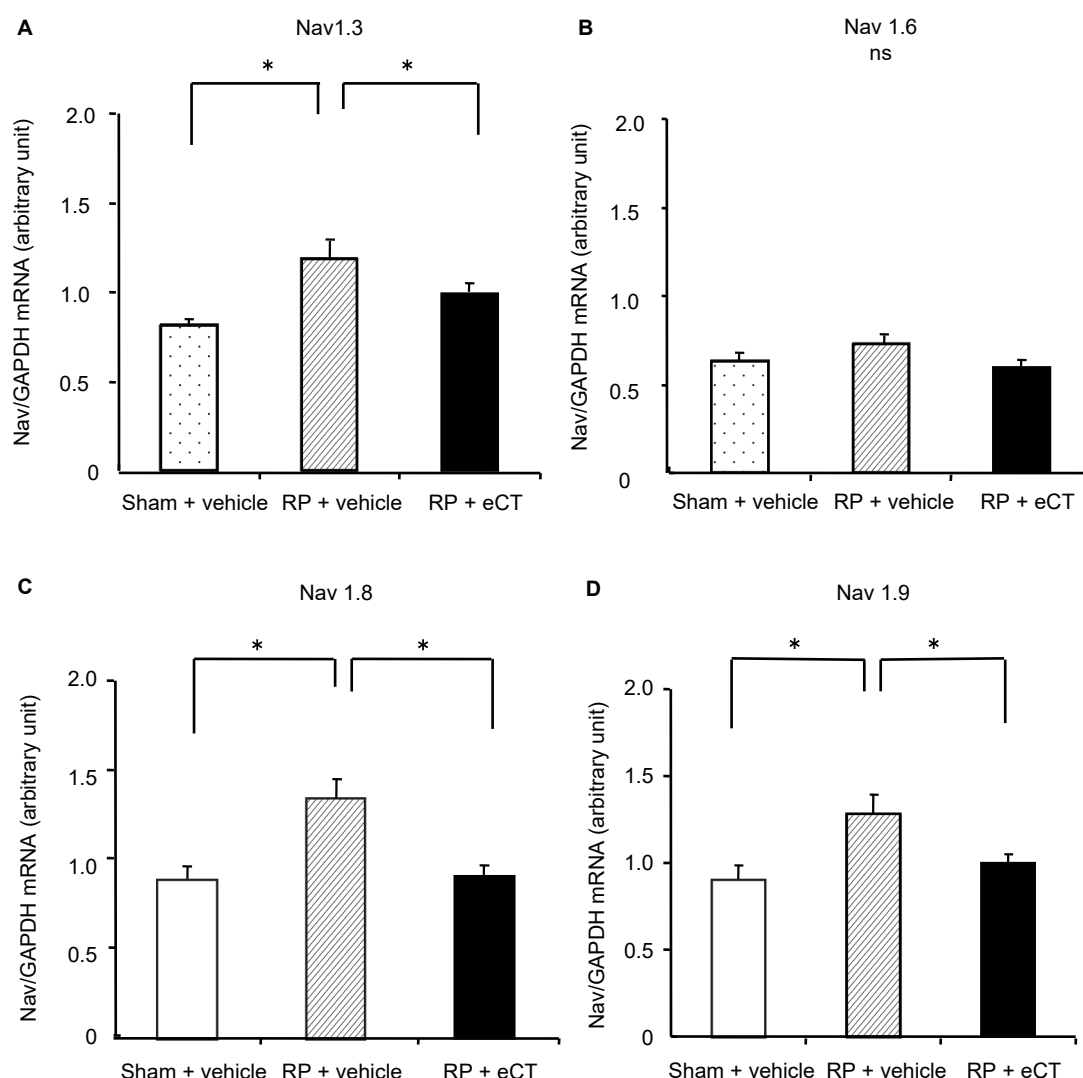 A
Nav1.3
*
*
Nav/GAPDH mRNA (arbitrary unit)
2.0
1.5
1.0
0.5
0
Sham + vehicle
RP + vehicle
RP + eCT
B
Nav 1.6
ns
Nav/GAPDH mRNA (arbitrary unit)
2.0
1.5
1.0
0.5
0
Sham + vehicle
RP + vehicle
RP + eCT
C
Nav 1.8
*
*
Nav/GAPDH mRNA (arbitrary unit)
2.0
1.5
1.0
0.5
0
Sham + vehicle
RP + vehicle
RP + eCT
D
Nav 1.9
*
*
Nav/GAPDH mRNA (arbitrary unit)
2.0
1.5
1.0
0.5
0
Sham + vehicle
RP + vehicle
RP + eCT